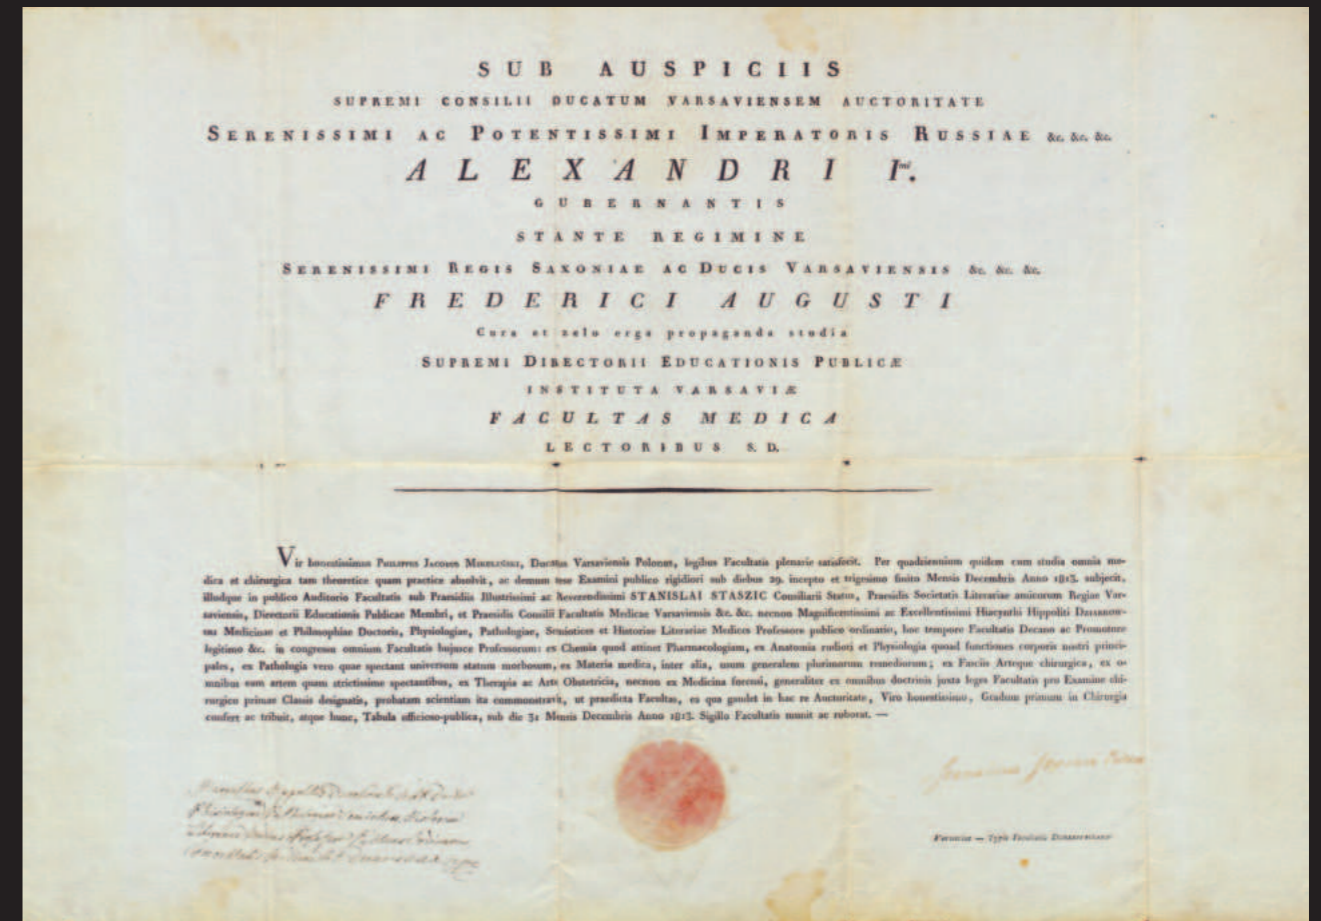 SUB AUSPICIIS
SUPREMI CONSILII DUCATUM VARSAVIENSEM AUCTORITATE
SERENISSIMI AC POTENTISSIMI IMPERATORIS RUSSIAE &c. &c. &c.
ALEXANDRI Imi.
GUBERNANTIS
STANTE REGIMINE
SERENISSIMI REGIS SAXONIAE AC DUCIS VARSAVIENSIS &c. &c. &c.
FREDERICI AUGUSTI
Cura et zelo erga propaganda studia
SUPREMI DIRECTORII EDUCATIONIS PUBLICÆ
INSTITUTA VARSAVIÆ
FACULTAS MEDICA
LECTORIBUS S. D.
Vir honestissimus PHILIPPUS JACOBUS Ducatus Varsaviensis Polonus, legibus Facultatis plenarie satisfecit. Per quadriennium quidem cum studia omnia me-
dica et chirurgica tam theoretice quam practice absolvit, ac demum sese Examini publico rigidiori sub diebus 29. incepto et trigesimo finito Mensis Decembris Anno 1813. subjecit,
illudque in publico Auditorio Facultatis sub Praesidiis Illustrissimi ac Reverendissimi STANISLAI STASZIC Consiliarii Status, Praesidis Societatis Literariae amicorum Regiae Var-
saviensis, Directorii Educationis Publicae Membri, et Praesidis Consilii Facultatis Medicae Varsaviensis &c. &c. necnon Magnificentissimi ac Excellentissimi Hiacynthi Hippoliti
Medicinae et Philosophiae Doctoris, Physiologiae, Pathologiae, Semiotices et Historiae Literariae Medices Professore publico ordinario, hoc tempore Facultatis Decano ac Promotore
legitimo &c. in congressu omnium Facultatis hujusce Professorum: ex Chemia quod attinet Pharmacologiam, ex Anatomia rudiori et Physiologia quoad functiones corporis nostri princi-
pales, ex Pathologia vero quae spectant universum statum morbosum, ex Materia medica, inter alia, usum generalem plurimorum remediorum; ex Fasciis Arteque chirurgica, ex o-
mnibus eam artem quam strictissime spectantibus, ex Therapia ac Arte Obstetricia, necnon ex Medicina forensi, generaliter ex omnibus doctrinis juxta leges Facultatis pro Examine chi-
rurgico primae Classis designatis, probatam scientiam ita commonstravit, ut praedicta Facultas, ea qua gaudet in hac re Auctoritate, Viro honestissimo, Gradum primum in Chirurgia
confert ac tribuit, atque hunc, Tabula officioso-publica, sub die 31 Mensis Decembris Anno 1813. Sigillo Facultatis munit ac roborat. —